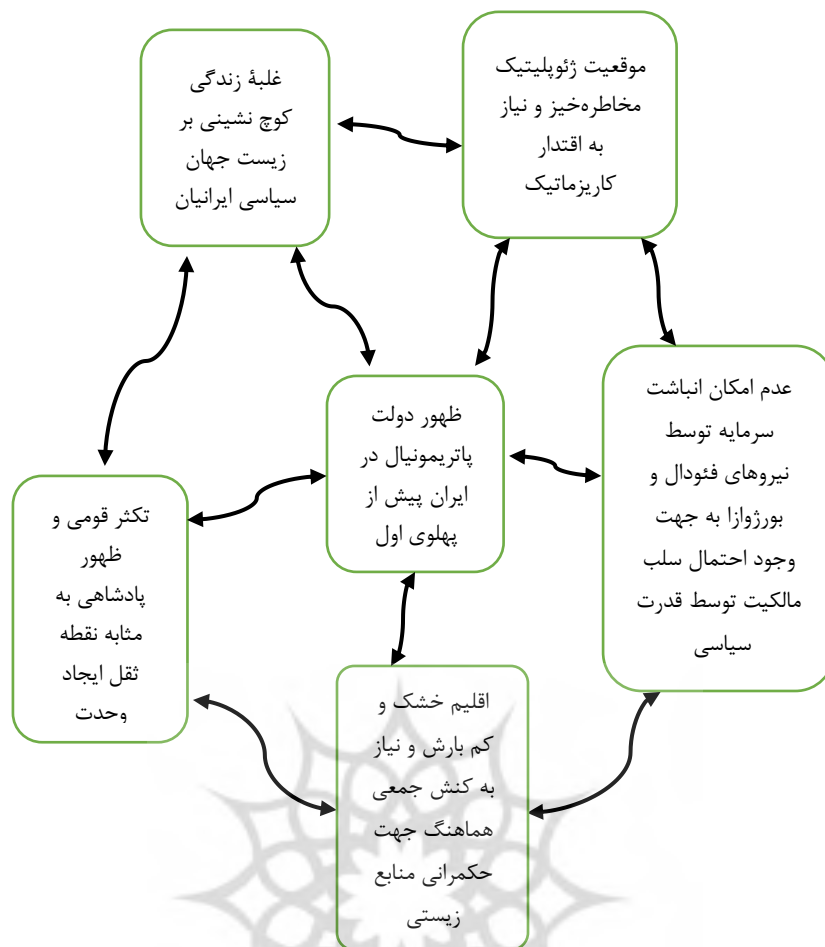 موقعیت ژئوپلیتیک
مخاطره‌خیز و نیاز
به اقتدار
کاریزماتیک
غلبۀ زندگی
کوچ نشینی بر
زیست جهان
سیاسی ایرانیان
عدم امکان انباشت
سرمایه توسط
نیروهای فئودال و
بورژوازا به جهت
وجود احتمال سلب
مالکیت توسط قدرت
سیاسی
ظهور دولت
پاتریمونیال در
ایران پیش از
پهلوی اول
تکثر قومی و
ظهور
پادشاهی به
مثابه نقطه
ثقل ایجاد
وحدت
اقلیم خشک و
کم بارش و نیاز
به کنش جمعی
هماهنگ جهت
حکمرانی منابع
زیستی